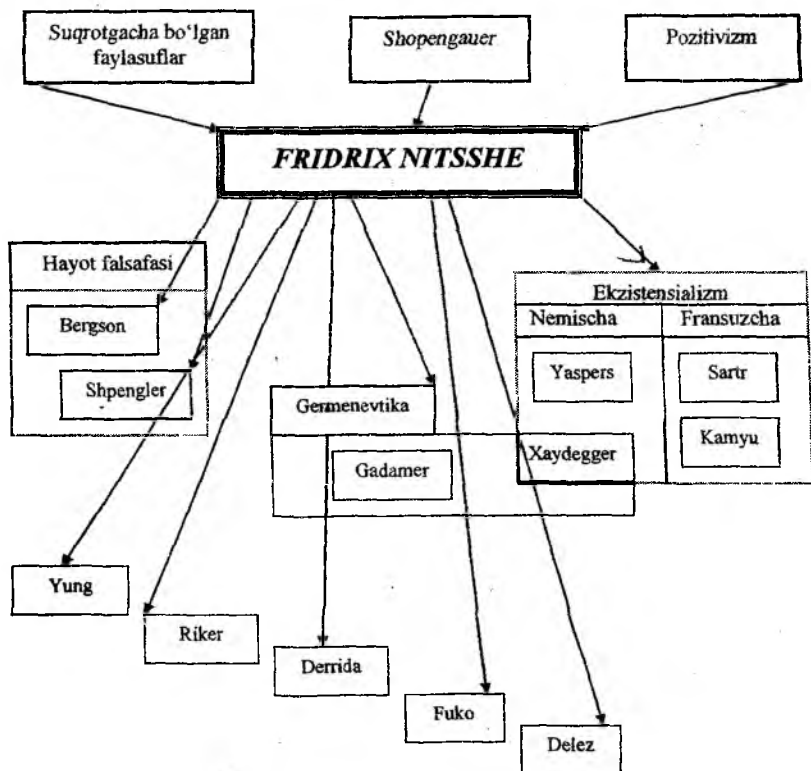 Suqrotgacha bo‘lgan
faylasuflar
Shopengauer
Pozitivizm
FRIDRIX NITSSHE
Hayot falsafasi
Bergson
Shpengler
Ekzistensializm
Nemischa
Fransuzcha
Yaspers
Sartr
Germenevtika
Gadamer
Xaydegger
Kamyu
Yung
Riker
Derrida
Fuko
Delez